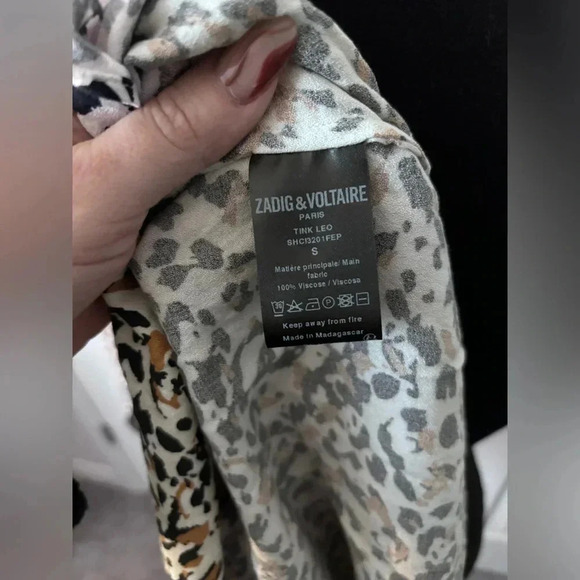 ZADIG & VOLTAIRE
PARIS
TINK LEO
SHCI3201FEP
S
Matière principale/ Main
fabric
100% Viscose / Viscosa
Keep away from fire
Made in Madagascar